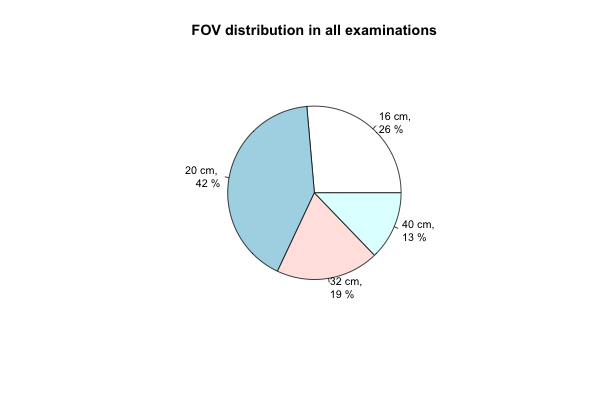 FOV distribution in all examinations
16 cm,
26 %
20 cm,
42 %
40 cm,
13 %
32 cm,
19 %